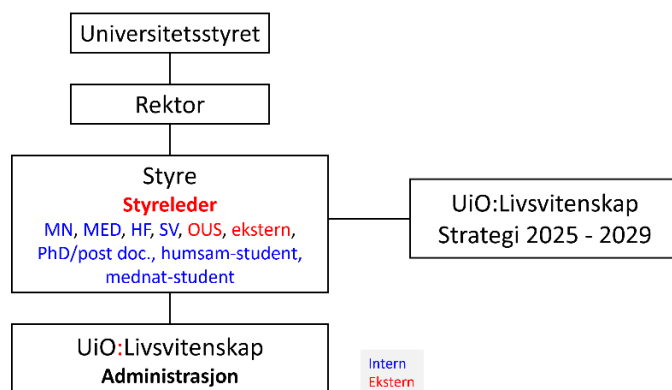 Universitetsstyret
Rektor
Styre
Styreleder
MN, MED, HF, SV, OUS, ekstern,
PhD/post doc., humsam-student,
mednat-student
UiO:Livsvitenskap
Strategi 2025 - 2029
UiO:Livsvitenskap
Administrasjon
Intern
Ekstern